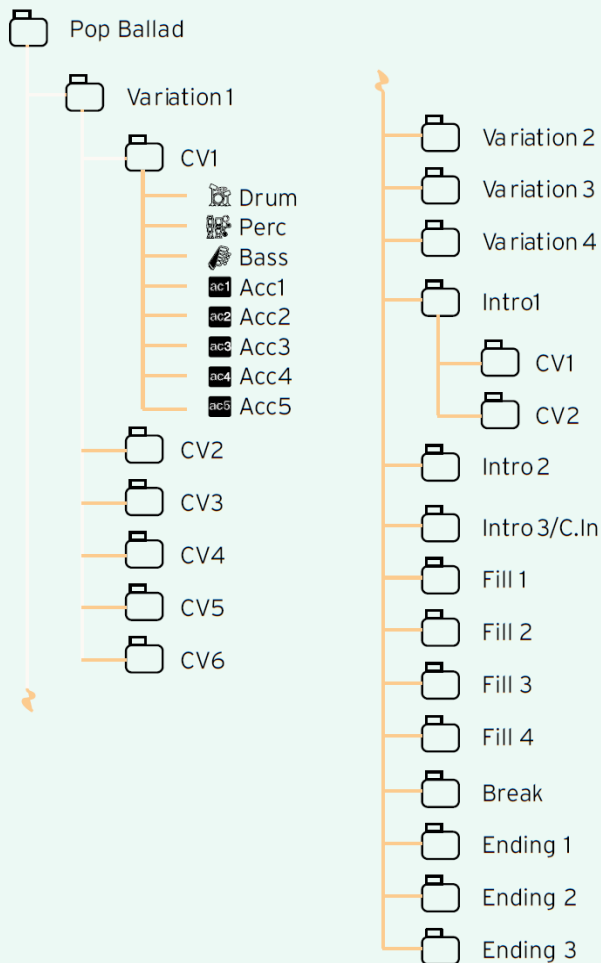 Pop Ballad
Variation 1
CV1
Drum
Perc
Bass
ac1 Acc1
ac2 Acc2
ac3 Acc3
ac4 Acc4
ac5 Acc5
CV2
CV3
CV4
CV5
CV6
Variation 2
Variation 3
Variation 4
Intro1
CV1
CV2
Intro 2
Intro 3/C.In
Fill 1
Fill 2
Fill 3
Fill 4
Break
Ending 1
Ending 2
Ending 3